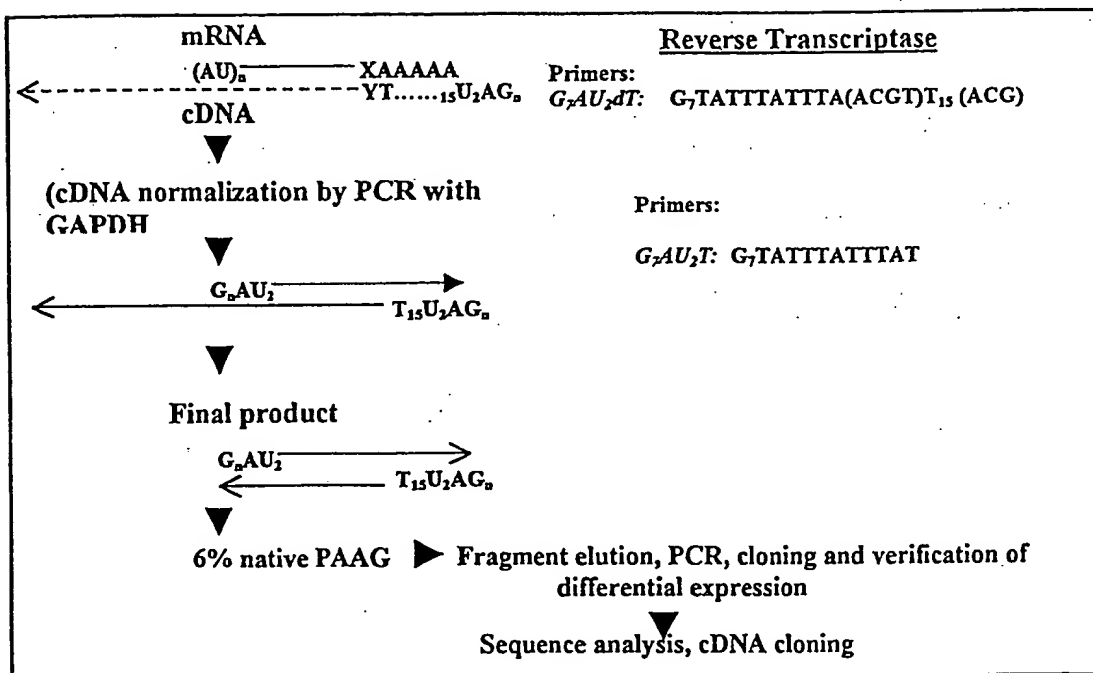 mRNA
Reverse Transcriptase
(AU)ₙ XAAAAA
YT......₁₅U₂AGₙ
Primers:
G₇AU₂dT: G₇TATTTATTTA(ACGT)T₁₅ (ACG)
cDNA
(cDNA normalization by PCR with
GAPDH
Primers:
G₇AU₂T: G₇TATTTATTTAT
GₙAU₂
T₁₅U₂AGₙ
Final product
GₙAU₂
T₁₅U₂AGₙ
6% native PAAG
Fragment elution, PCR, cloning and verification of
differential expression
Sequence analysis, cDNA cloning